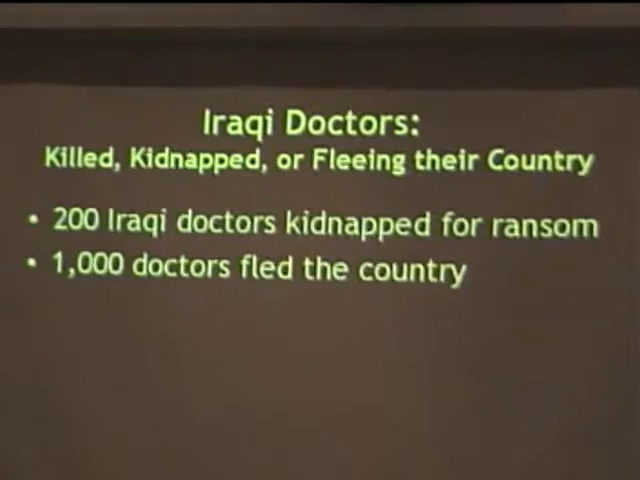 Iraqi Doctors:
Killed, Kidnapped, or Fleeing their Country
• 200 Iraqi doctors kidnapped for ransom
• 1,000 doctors fled the country